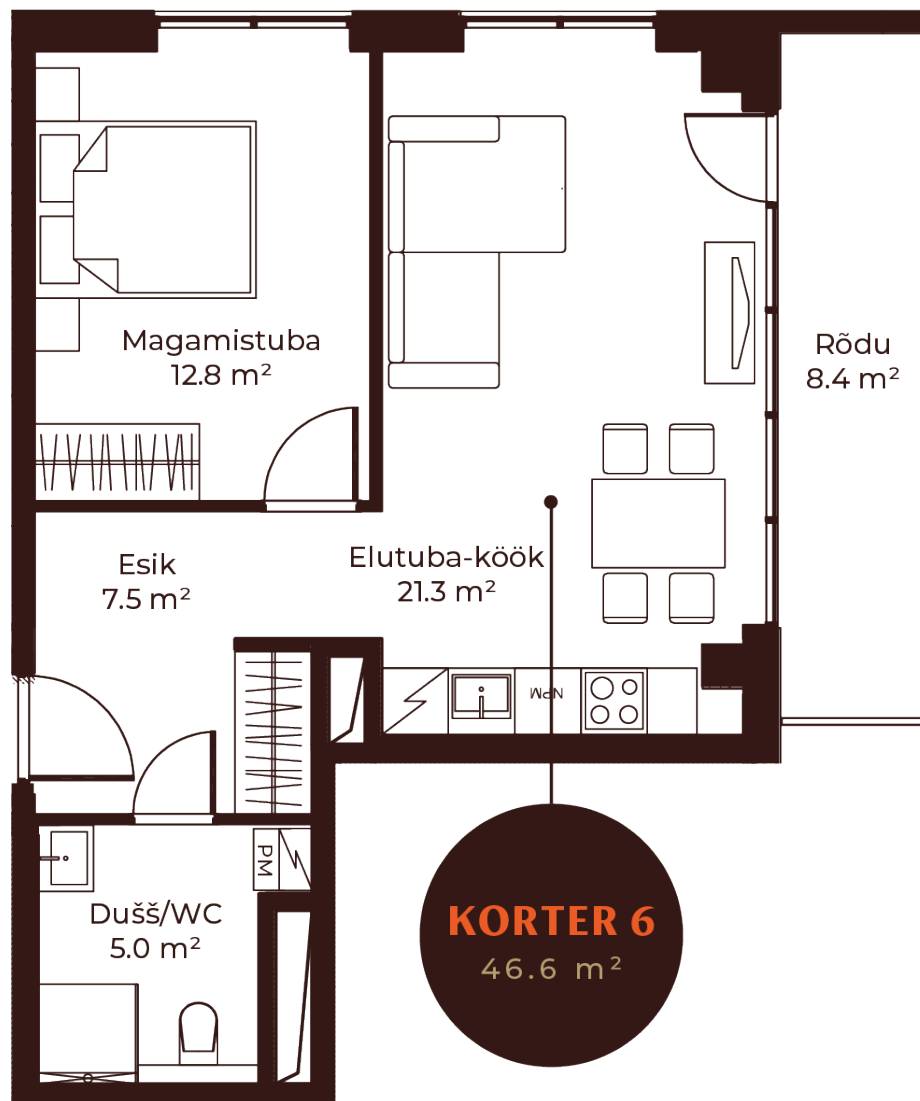 Magamistuba
12.8 m²
Rõdu
8.4 m²
Esik
7.5 m²
Elutuba-köök
21.3 m²
NPM
PM
Dušš/WC
5.0 m²
KORTER 6
46.6 m²